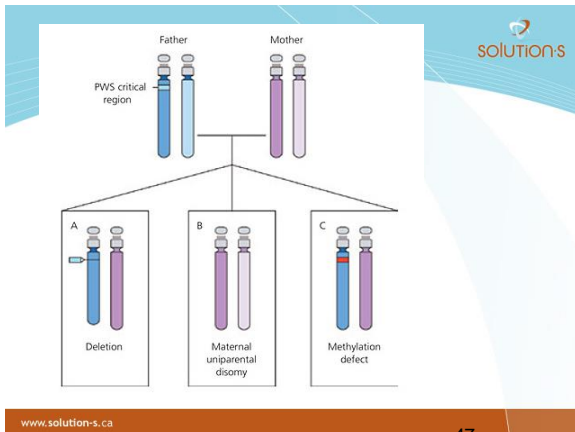 Father
Mother
solution·s
PWS critical
region
A
B
C
Deletion
Maternal
uniparental
disomy
Methylation
defect
www.solution-s.ca